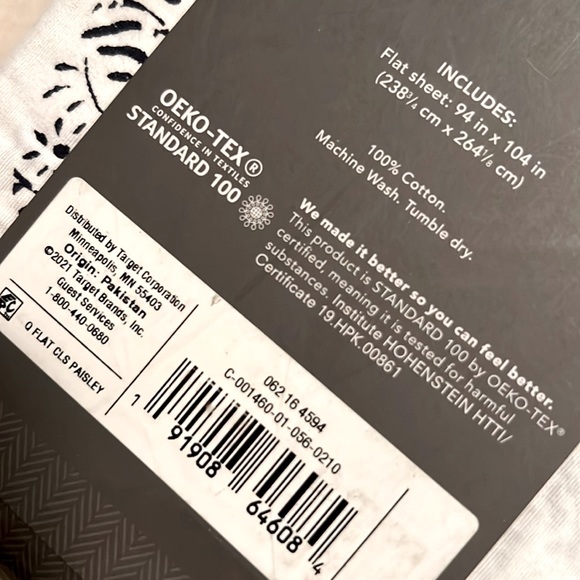 INCLUDES:
Flat sheet: 94 in x 104 in
(238¾ cm x 264⅛ cm)
100% Cotton.
Machine Wash. Tumble dry.
OEKO-TEX®
CONFIDENCE IN TEXTILES
STANDARD 100
We made it better so you can feel better.
This product is STANDARD 100 by OEKO-TEX®
certified, meaning it is tested for harmful
substances. Institute HOHENSTEIN HTTI/
Certificate 19.HPK.00861
Distributed by Target Corporation
Minneapolis, MN 55403
Origin: Pakistan
©2021 Target Brands, Inc.
Guest Services
1-800-440-0680
Q FLAT CLS PAISLEY
062 16 4594
C-001460-01-056-0210
1 91908 64608 4